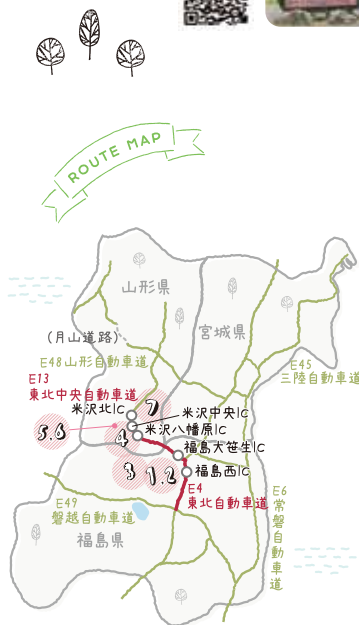 ROUTE MAP
山形県
宮城県
(月山道路)
E48山形自動車道
E45
三陸自動車道
E13
東北中央自動車道
米沢北IC
7
米沢中央IC
5.6
4
米沢八幡原IC
福島大笹生IC
3
1.2
福島西IC
E4
東北自動車道
E49
磐越自動車道
E6
常磐自動車道
福島県